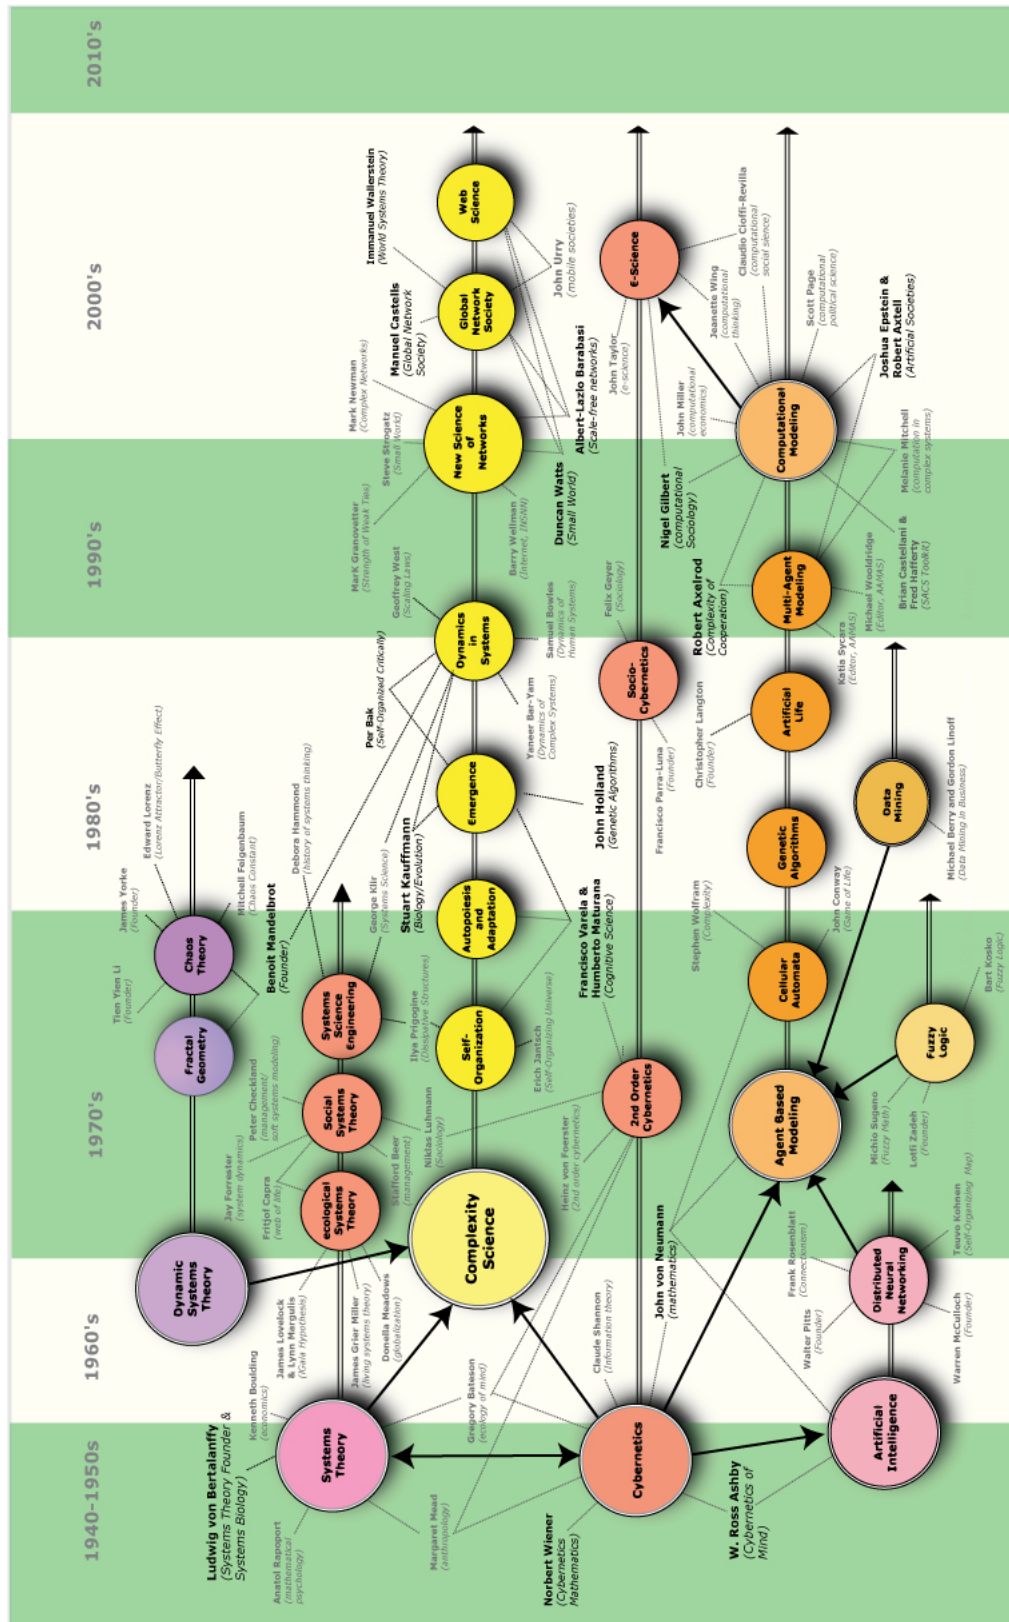 1940-1950s
1960's
1970's
1980's
1990's
2000's
2010's
Tien Yien Li
(Founder)
James Yorke
(Founder)
Edward Lorenz
(Lorenz Attractor/Butterfly Effect)
Dynamic
Systems
Theory
Fractal
Geometry
Chaos
Theory
Mitchell Feigenbaum
(Chaos Constant)
Benoit Mandelbrot
(Founder)
Ludwig von Bertalanffy
(Systems Theory Founder &
Systems Biology)
Kenneth Boulding
(economics)
Anatol Rapoport
(mathematical
psychology)
James Lovelock
& Lynn Margulis
(Gaia Hypothesis)
Jay Forrester
(system dynamics)
Fritjof Capra
(web of life)
Peter Checkland
(management/
soft systems modeling)
Debora Hammond
(history of systems thinking)
Systems
Theory
ecological
Systems
Theory
Social
Systems
Theory
Systems
Science
Engineering
James Grier Miller
(living systems theory)
Donella Meadows
(globalization)
Stafford Beer
(management)
Niklas Luhmann
(Sociology)
George Klir
(Systems Science)
Ilya Prigogine
(Dissipative Structures)
Stuart Kauffmann
(Biology/Evolution)
Per Bak
(Self-Organized Critically)
Geoffrey West
(Scaling Laws)
Mark Granovetter
(Strength of Weak Ties)
Steve Strogatz
(Small World)
Mark Newman
(Complex Networks)
Manuel Castells
(Global Network
Society)
Immanuel Wallerstein
(World Systems Theory)
Complexity
Science
Self-
Organization
Autopoiesis
and
Adaptation
Emergence
Dynamics
in
Systems
New Science
of
Networks
Global
Network
Society
Web
Science
Margaret Mead
(anthropology)
Gregory Bateson
(ecology of mind)
Erich Jantsch
(Self-Organizing Universe)
Yaneer Bar-Yam
(Dynamics of
Complex Systems)
Samuel Bowles
(Dynamics of
Human Systems)
Barry Wellman
(Internet, INSNN)
Duncan Watts
(Small World)
Albert-Lazlo Barabasi
(Scale-free networks)
John Urry
(mobile societies)
Norbert Wiener
(Cybernetics
Mathematics)
Claude Shannon
(Information theory)
Heinz von Foerster
(2nd order cybernetics)
Francisco Varela &
Humberto Maturana
(Cognitive Science)
John Holland
(Genetic Algorithms)
Felix Geyer
(Sociology)
John Taylor
(e-science)
Cybernetics
2nd Order
Cybernetics
Socio-
Cybernetics
E-Science
John von Neumann
(mathematics)
Francisco Parra-Luna
(Founder)
Nigel Gilbert
(computational
Sociology)
John Miller
(computational
economics)
Jeanette Wing
(computational
thinking)
Claudio Cioffi-Revilla
(computational
social sience)
W. Ross Ashby
(Cybernetics of
Mind)
Stephen Wolfram
(Complexity)
Christopher Langton
(Founder)
Robert Axelrod
(Complexity of
Cooperation)
Scott Page
(computational
political science)
Agent Based
Modeling
Cellular
Automata
Genetic
Algorithms
Artificial
Life
Multi-Agent
Modeling
Computational
Modeling
Walter Pitts
(Founder)
Frank Rosenblatt
(Connectionism)
John Conway
(Game of Life)
Katia Sycara
(Editor, AAMAS)
Michael Wooldridge
(Editor, AAMAS)
Brian Castellani &
Fred Hafferty
(SACS Toolkit)
Melanie Mitchell
(computation in
complex systems)
Joshua Epstein &
Robert Axtell
(Artificial Societies)
Artificial
Intelligence
Distributed
Neural
Networking
Michio Sugeno
(Fuzzy Math)
Lotfi Zadeh
(Founder)
Fuzzy
Logic
Data
Mining
Warren McCulloch
(Founder)
Teuvo Kohnen
(Self-Organizing Map)
Bart Kosko
(Fuzzy Logic)
Michael Berry and Gordon Linoff
(Data Mining in Business)